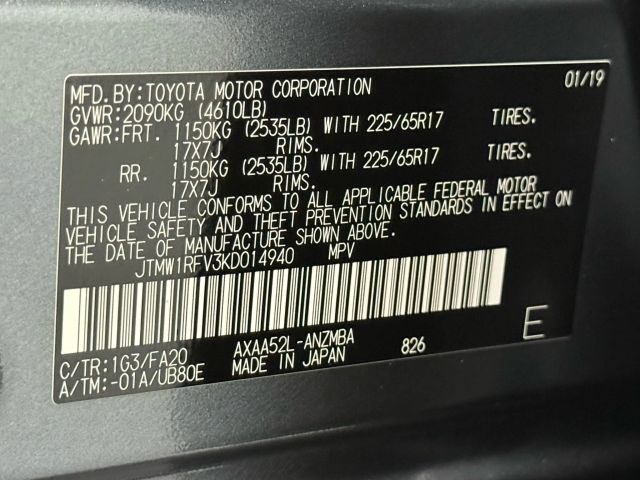 MFD.BY:TOYOTA MOTOR CORPORATION 01/19
GVWR:2090KG (4610LB)
GAWR:FRT. 1150KG (2535LB) WITH 225/65R17 TIRES.
17X7J RIMS.
RR. 1150KG (2535LB) WITH 225/65R17 TIRES.
17X7J RIMS.
THIS VEHICLE CONFORMS TO ALL APPLICABLE FEDERAL MOTOR
VEHICLE SAFETY AND THEFT PREVENTION STANDARDS IN EFFECT ON
THE DATE OF MANUFACTURE SHOWN ABOVE.
JTMW1RFV3KD014940 MPV
C/TR:1G3/FA20 AXAA52L-ANZMBA 826 E
A/TM:-01A/UB80E MADE IN JAPAN